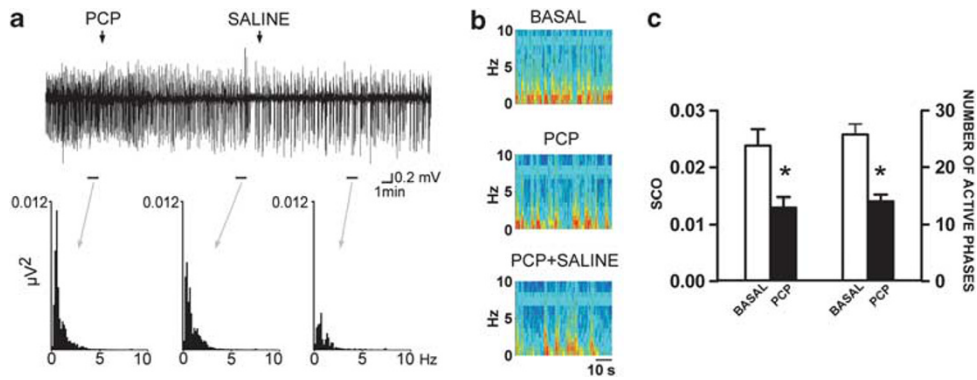 a
PCP SALINE
0.2 mV
1min
0.012 0.012 0.012
µV2
0 5 10 0 5 10 0 5 10 Hz
b
BASAL
10
Hz
5
0
PCP
10
Hz
5
0
PCP+SALINE
10
Hz
5
0
10 s
c
0.03 30
0.02 20
0.01 10
0.00 0
SCO
NUMBER OF ACTIVE PHASES
* *
BASAL PCP BASAL PCP